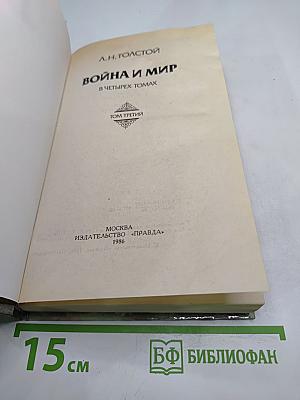 Л.Н.ТОЛСТОЙ
ВОЙНА И МИР
В ЧЕТЫРЕХ ТОМАХ
ТОМ ТРЕТИЙ
МОСКВА
ИЗДАТЕЛЬСТВО «ПРАВДА»
1986
15 см
БФ БИБЛИОФАН